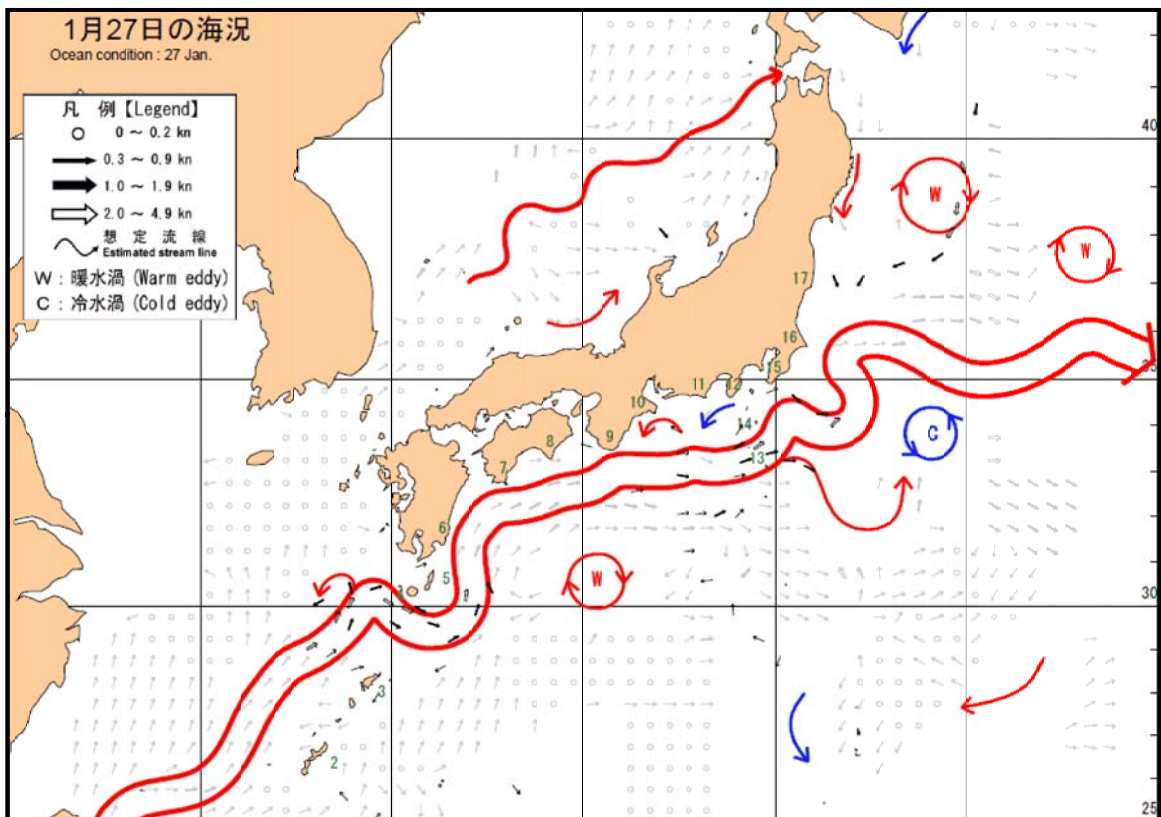 1月27日の海況
Ocean condition : 27 Jan.
凡 例【Legend】
0 ～ 0.2 kn
0.3 ～ 0.9 kn
1.0 ～ 1.9 kn
2.0 ～ 4.9 kn
想 定 流 線
Estimated stream line
W : 暖水渦 (Warm eddy)
C : 冷水渦 (Cold eddy)
40
W
W
17
16
35
15
12
11
10
14
C
9
8
13
7
6
W
5
1
30
3
2
25